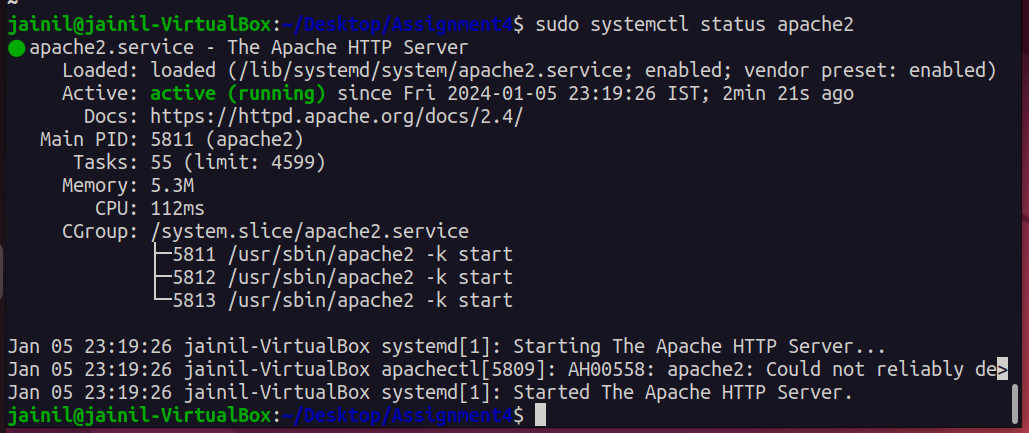 ~
jainil@jainil-VirtualBox:~/Desktop/Assignment4$ sudo systemctl status apache2
● apache2.service - The Apache HTTP Server
     Loaded: loaded (/lib/systemd/system/apache2.service; enabled; vendor preset: enabled)
     Active: active (running) since Fri 2024-01-05 23:19:26 IST; 2min 21s ago
       Docs: https://httpd.apache.org/docs/2.4/
   Main PID: 5811 (apache2)
      Tasks: 55 (limit: 4599)
     Memory: 5.3M
        CPU: 112ms
     CGroup: /system.slice/apache2.service
             ├─5811 /usr/sbin/apache2 -k start
             ├─5812 /usr/sbin/apache2 -k start
             └─5813 /usr/sbin/apache2 -k start
Jan 05 23:19:26 jainil-VirtualBox systemd[1]: Starting The Apache HTTP Server...
Jan 05 23:19:26 jainil-VirtualBox apachectl[5809]: AH00558: apache2: Could not reliably de>
Jan 05 23:19:26 jainil-VirtualBox systemd[1]: Started The Apache HTTP Server.
jainil@jainil-VirtualBox:~/Desktop/Assignment4$